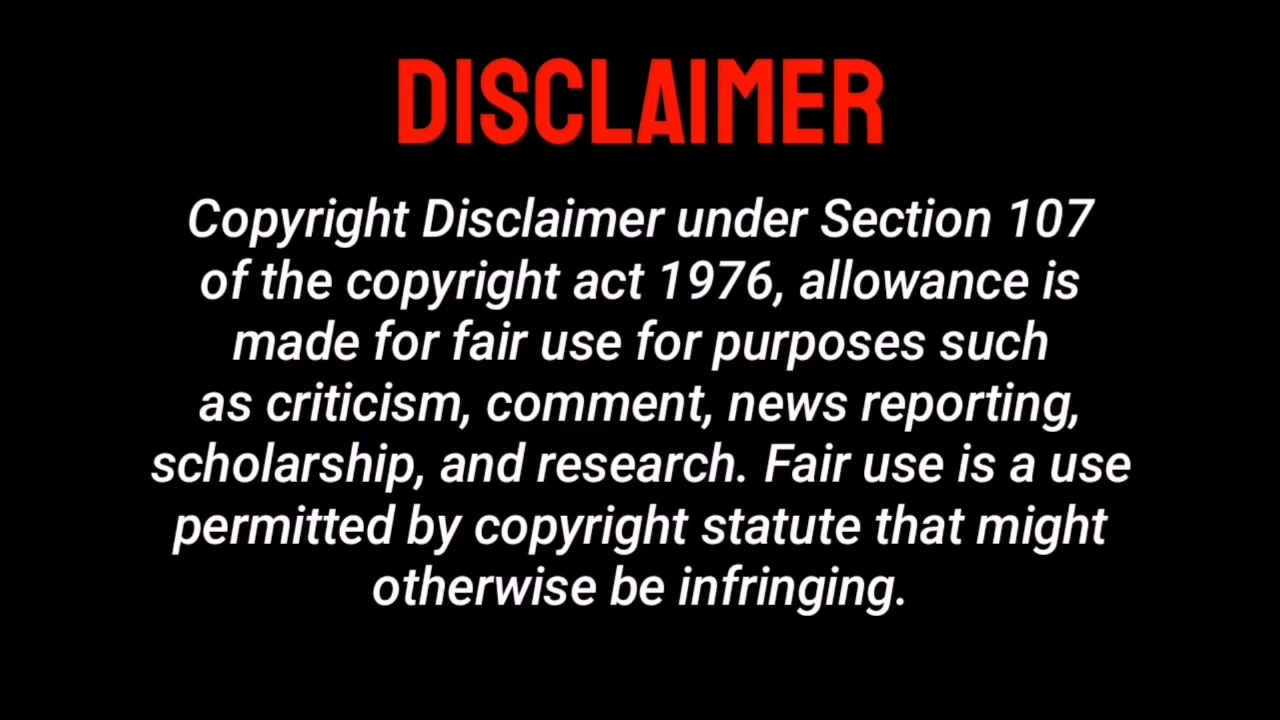 DISCLAIMER
Copyright Disclaimer under Section 107
of the copyright act 1976, allowance is
made for fair use for purposes such
as criticism, comment, news reporting,
scholarship, and research. Fair use is a use
permitted by copyright statute that might
otherwise be infringing.